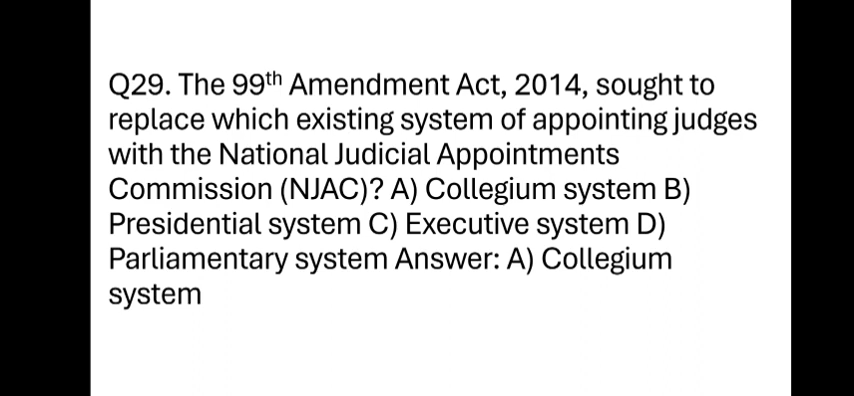 Q29. The 99th Amendment Act, 2014, sought to
replace which existing system of appointing judges
with the National Judicial Appointments
Commission (NJAC)? A) Collegium system B)
Presidential system C) Executive system D)
Parliamentary system Answer: A) Collegium
system